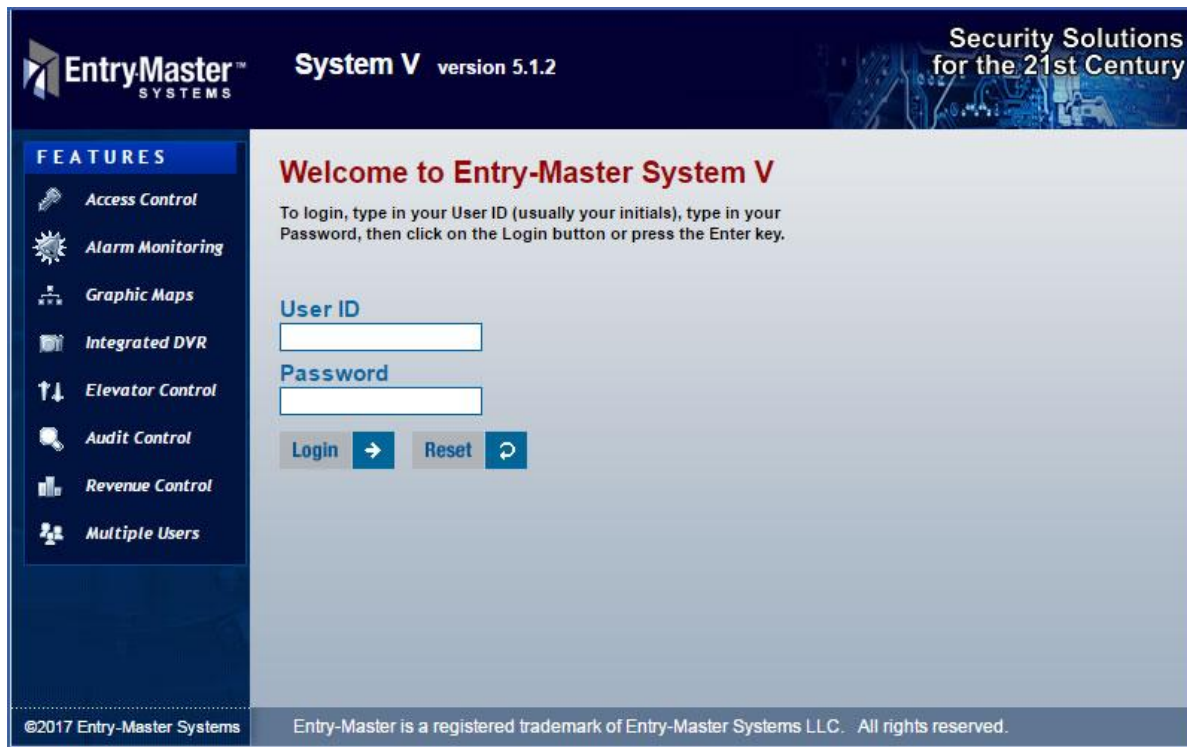 Entry-Master™
SYSTEMS
System V version 5.1.2
Security Solutions
for the 21st Century
FEATURES
Access Control
Alarm Monitoring
Graphic Maps
Integrated DVR
Elevator Control
Audit Control
Revenue Control
Multiple Users
Welcome to Entry-Master System V
To login, type in your User ID (usually your initials), type in your
Password, then click on the Login button or press the Enter key.
User ID
Password
Login
Reset
©2017 Entry-Master Systems
Entry-Master is a registered trademark of Entry-Master Systems LLC. All rights reserved.